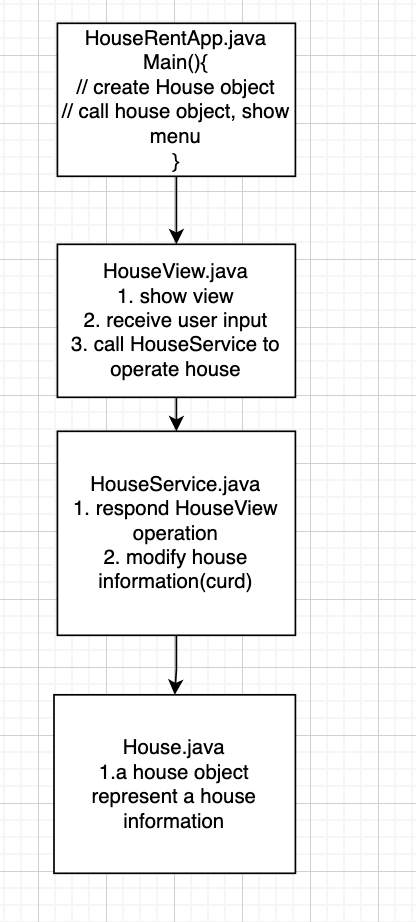 HouseRentApp.java
Main(){
// create House object
// call house object, show
menu
}
HouseView.java
1. show view
2. receive user input
3. call HouseService to
operate house
HouseService.java
1. respond HouseView
operation
2. modify house
information(curd)
House.java
1.a house object
represent a house
information